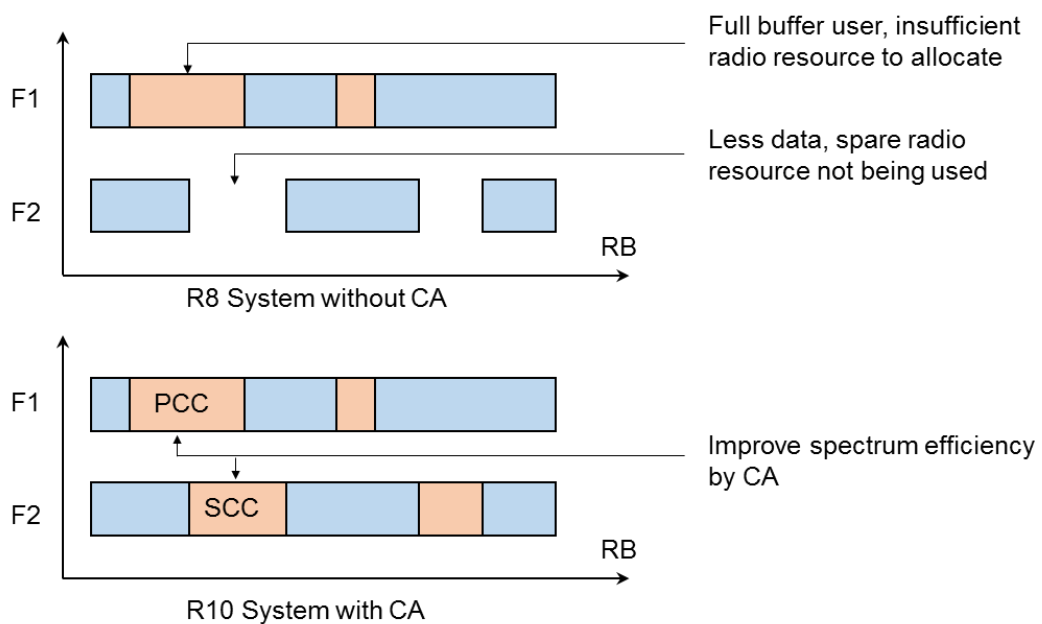 Full buffer user, insufficient
radio resource to allocate
F1
Less data, spare radio
resource not being used
F2
RB
R8 System without CA
F1
PCC
Improve spectrum efficiency
by CA
F2
SCC
RB
R10 System with CA